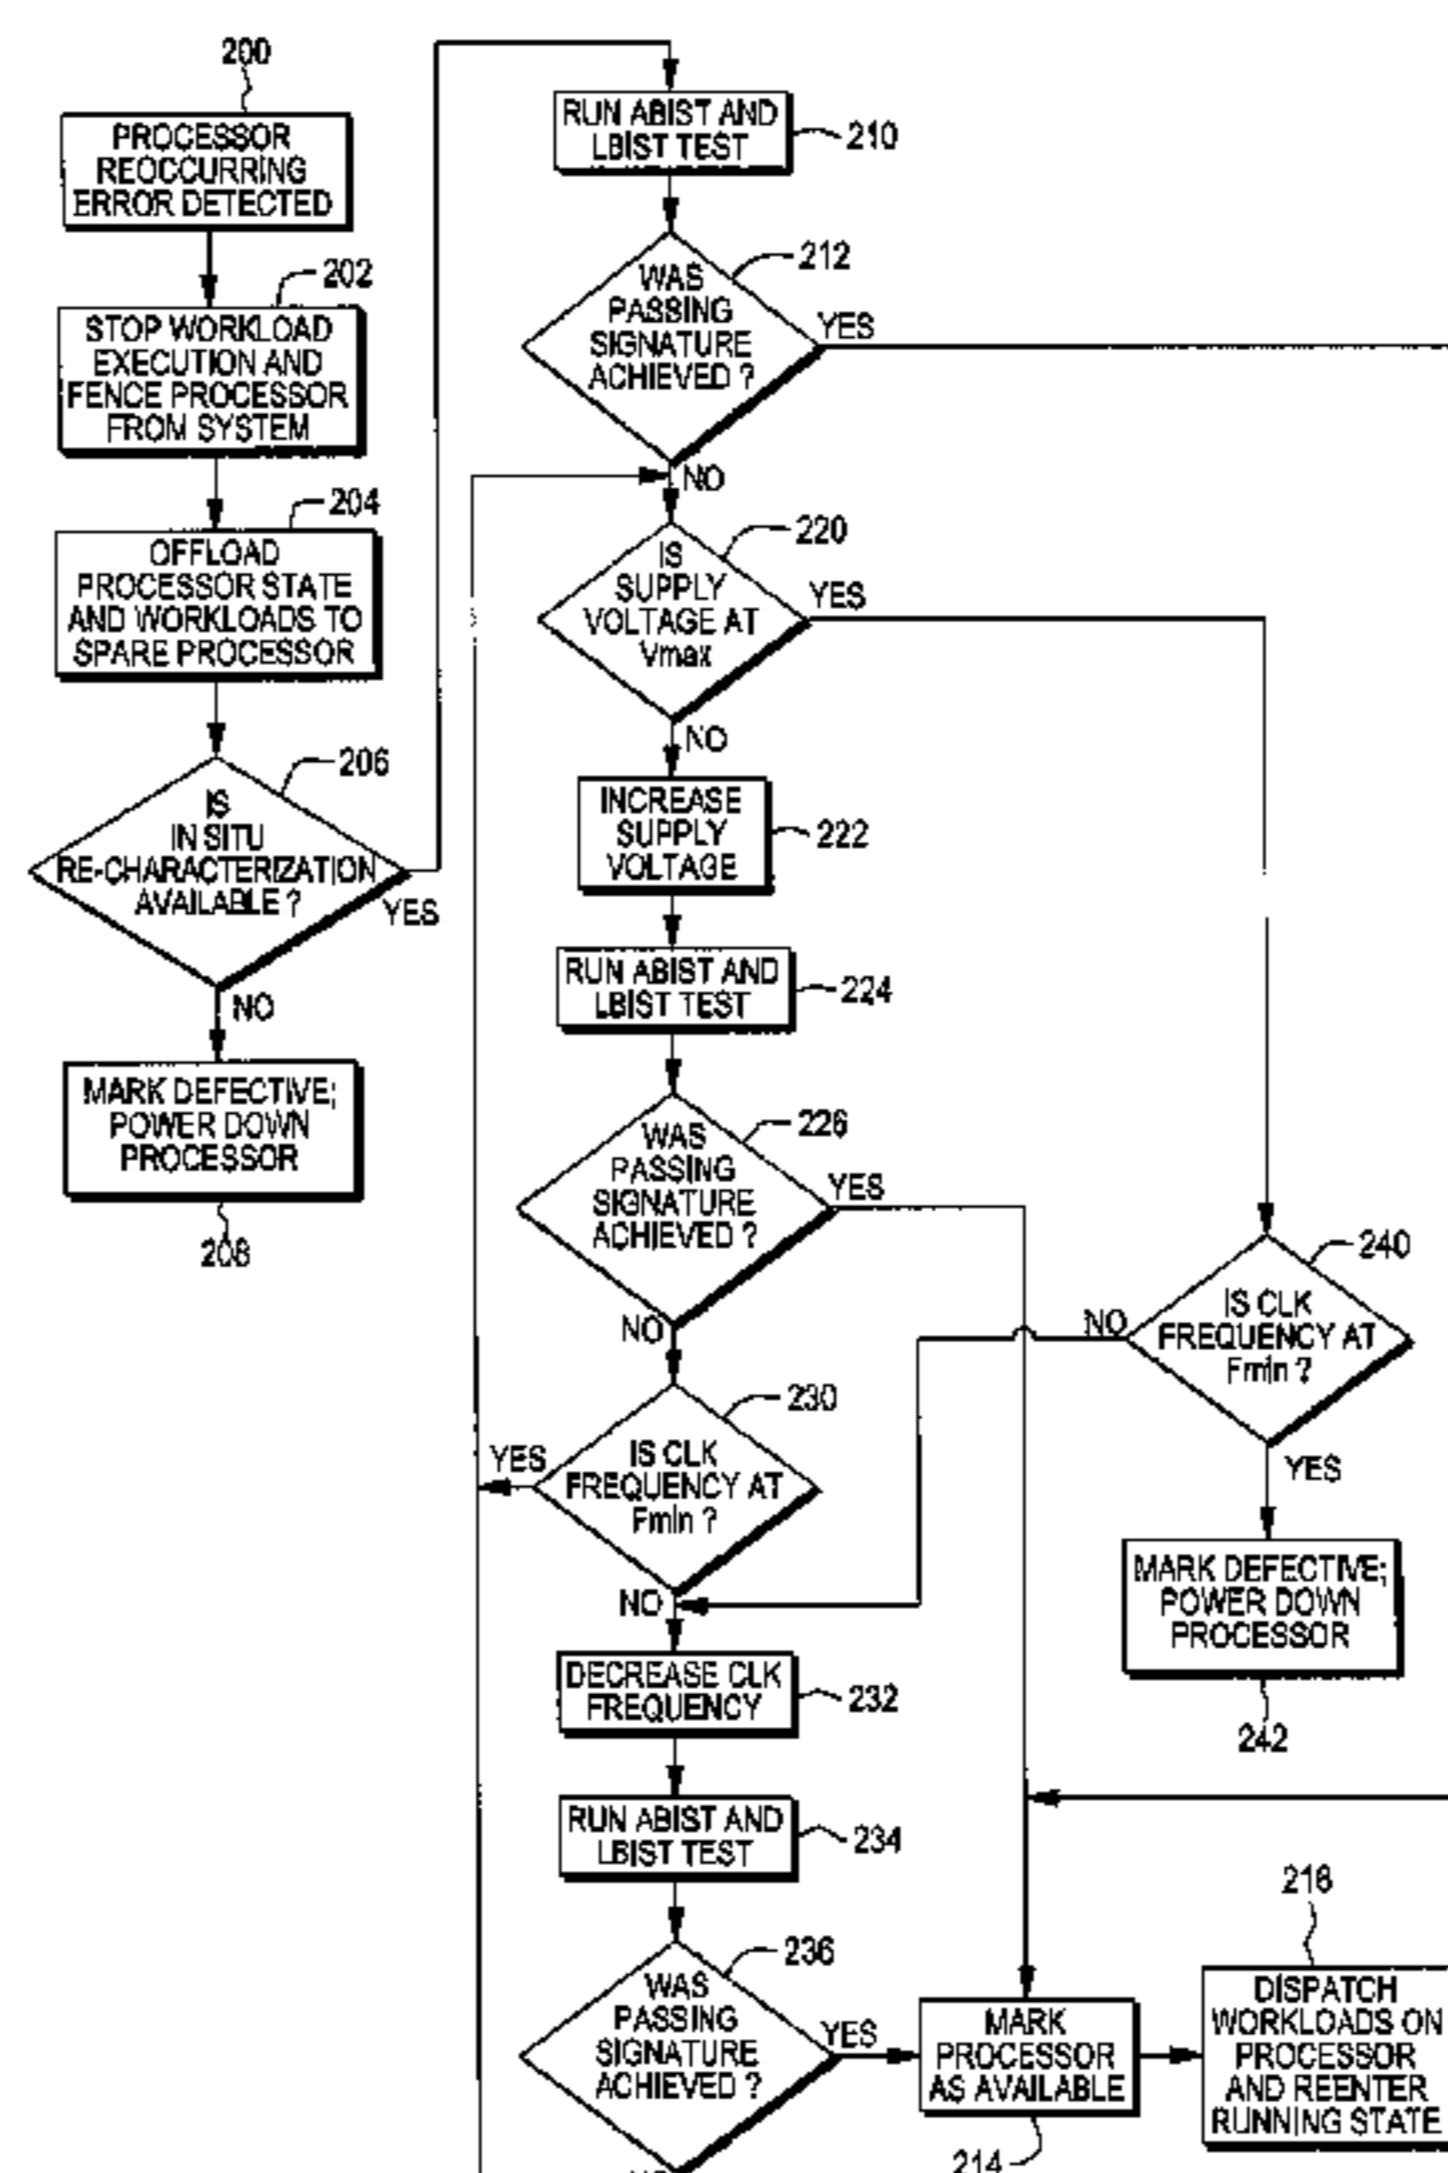 200
PROCESSOR
REOCCURRING
ERROR DETECTED
202
STOP WORKLOAD
EXECUTION AND
FENCE PROCESSOR
FROM SYSTEM
204
OFFLOAD
PROCESSOR STATE
AND WORKLOADS TO
SPARE PROCESSOR
206
IS
IN SITU
RE-CHARACTERIZATION
AVAILABLE ?
YES
NO
MARK DEFECTIVE;
POWER DOWN
PROCESSOR
208
RUN ABIST AND
LBIST TEST
210
212
WAS
PASSING
SIGNATURE
ACHIEVED ?
YES
NO
220
IS
SUPPLY
VOLTAGE AT
Vmax
YES
NO
INCREASE
SUPPLY
VOLTAGE
222
RUN ABIST AND
LBIST TEST
224
226
WAS
PASSING
SIGNATURE
ACHIEVED ?
YES
NO
230
IS CLK
FREQUENCY AT
Fmin ?
YES
NO
DECREASE CLK
FREQUENCY
232
RUN ABIST AND
LBIST TEST
234
236
WAS
PASSING
SIGNATURE
ACHIEVED ?
YES
NO
240
IS CLK
FREQUENCY AT
Fmin ?
NO
YES
MARK DEFECTIVE;
POWER DOWN
PROCESSOR
242
MARK
PROCESSOR
AS AVAILABLE
214
216
DISPATCH
WORKLOADS ON
PROCESSOR
AND REENTER
RUNNING STATE